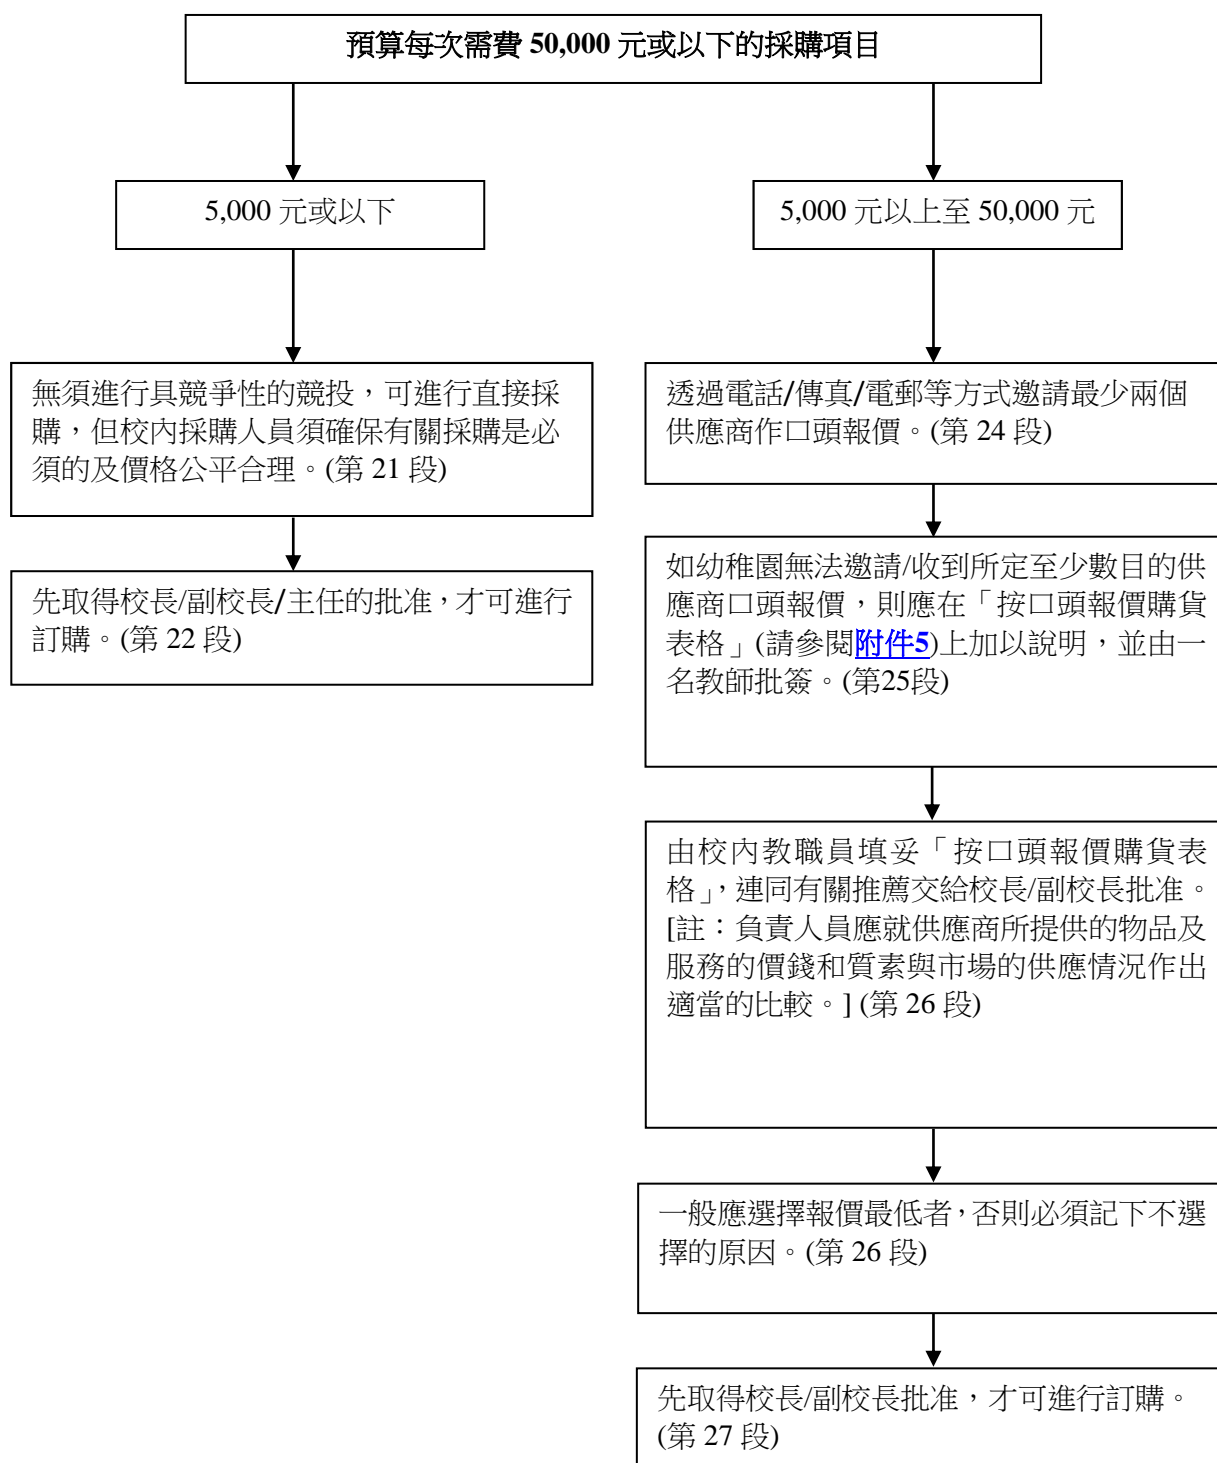 預算每次需費 50,000 元或以下的採購項目
5,000 元或以下
5,000 元以上至 50,000 元
無須進行具競爭性的競投，可進行直接採
購，但校內採購人員須確保有關採購是必
須的及價格公平合理。(第 21 段)
先取得校長/副校長/主任的批准，才可進行
訂購。(第 22 段)
透過電話/傳真/電郵等方式邀請最少兩個
供應商作口頭報價。(第 24 段)
如幼稚園無法邀請/收到所定至少數目的供
應商口頭報價，則應在「按口頭報價購貨
表格」(請參閱附件5)上加以說明，並由一
名教師批簽。(第25段)
由校內教職員填妥「按口頭報價購貨表
格」，連同有關推薦交給校長/副校長批准。
[註：負責人員應就供應商所提供的物品及
服務的價錢和質素與市場的供應情況作出
適當的比較。] (第 26 段)
一般應選擇報價最低者，否則必須記下不選
擇的原因。(第 26 段)
先取得校長/副校長批准，才可進行訂購。
(第 27 段)